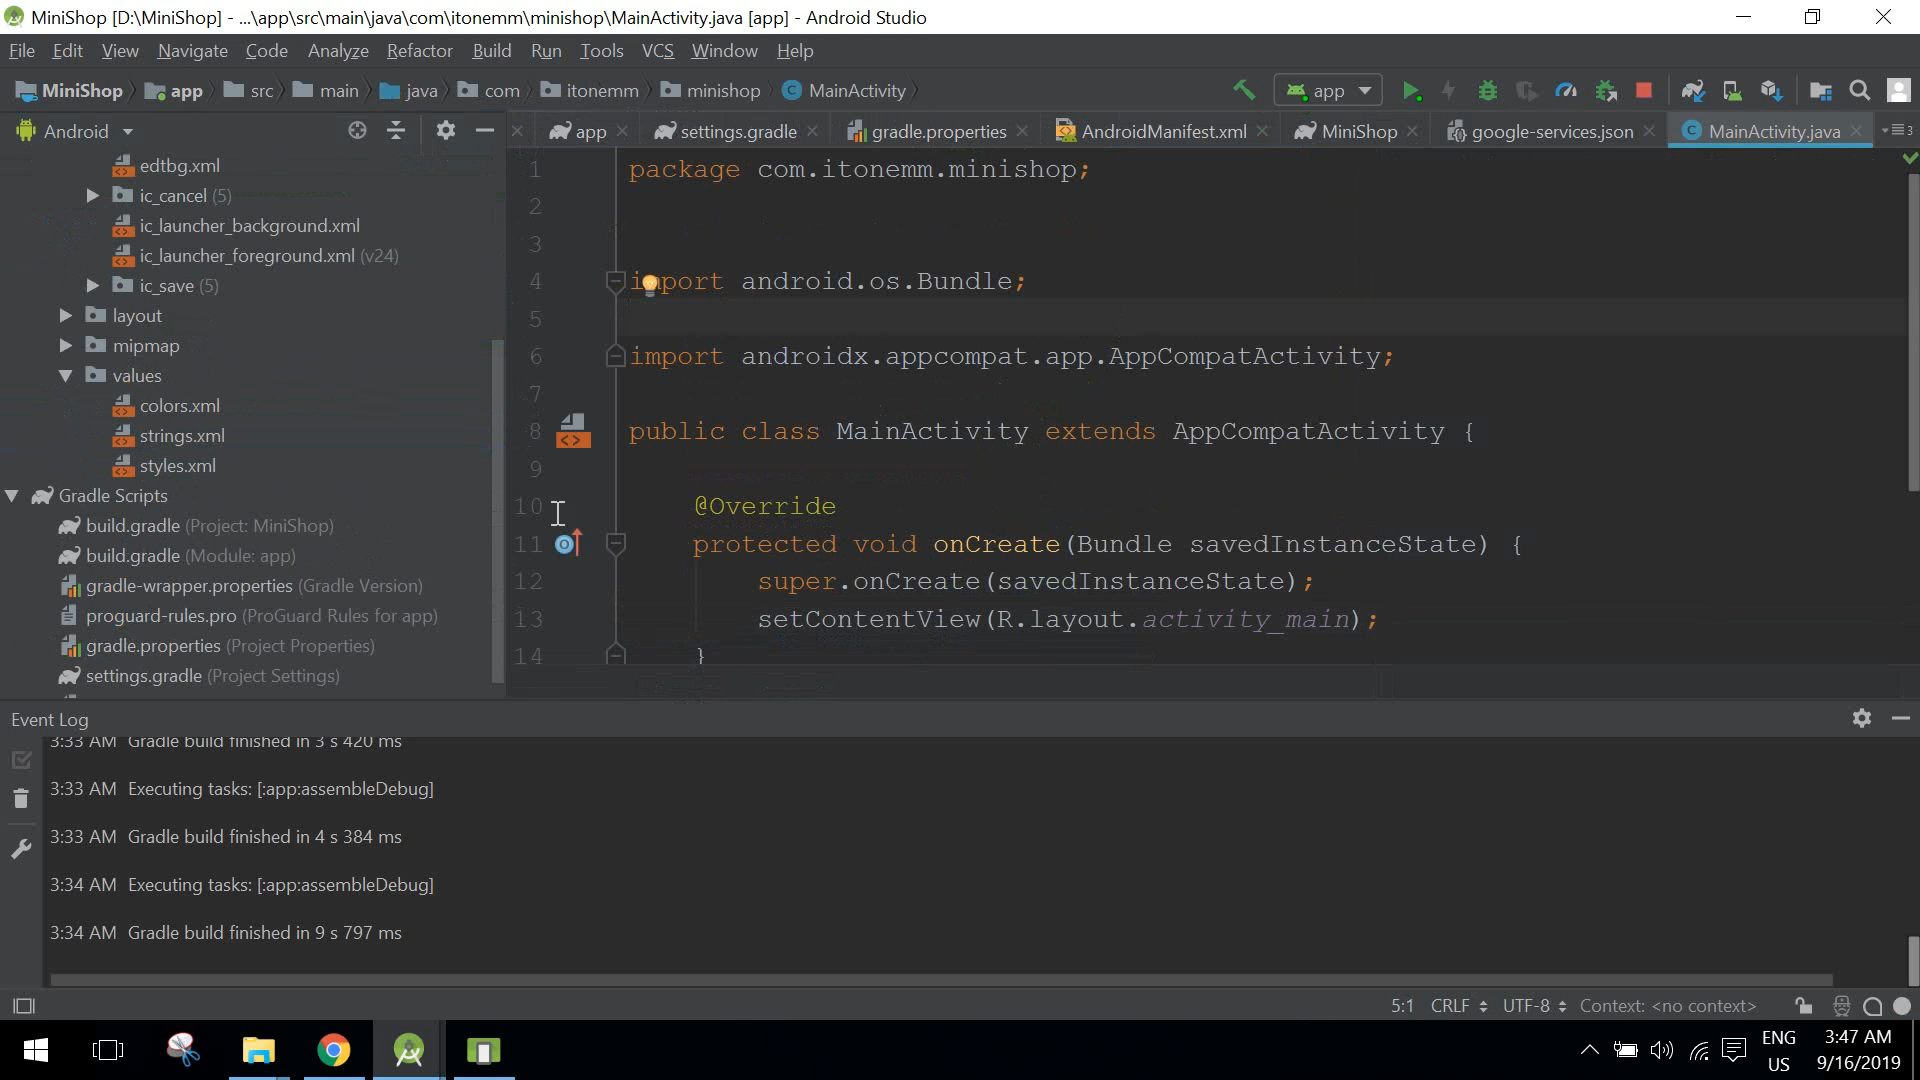 MiniShop [D:\MiniShop] - ...\app\src\main\java\com\itonemm\minishop\MainActivity.java [app] - Android Studio
File Edit View Navigate Code Analyze Refactor Build Run Tools VCS Window Help
MiniShop app src main java com itonemm minishop MainActivity app
Android app settings.gradle gradle.properties AndroidManifest.xml MiniShop google-services.json MainActivity.java 3
edtbg.xml
ic_cancel (5)
ic_launcher_background.xml
ic_launcher_foreground.xml (v24)
ic_save (5)
layout
mipmap
values
colors.xml
strings.xml
styles.xml
Gradle Scripts
build.gradle (Project: MiniShop)
build.gradle (Module: app)
gradle-wrapper.properties (Gradle Version)
proguard-rules.pro (ProGuard Rules for app)
gradle.properties (Project Properties)
settings.gradle (Project Settings)
1 package com.itonemm.minishop;
2
3
4 import android.os.Bundle;
5
6 import androidx.appcompat.app.AppCompatActivity;
7
8 public class MainActivity extends AppCompatActivity {
9
10 @Override
11 protected void onCreate(Bundle savedInstanceState) {
12 super.onCreate(savedInstanceState);
13 setContentView(R.layout.activity_main);
14 }
Event Log
3:33 AM Gradle build finished in 3 s 420 ms
3:33 AM Executing tasks: [:app:assembleDebug]
3:33 AM Gradle build finished in 4 s 384 ms
3:34 AM Executing tasks: [:app:assembleDebug]
3:34 AM Gradle build finished in 9 s 797 ms
5:1 CRLF UTF-8 Context: <no context>
ENG 3:47 AM
US 9/16/2019